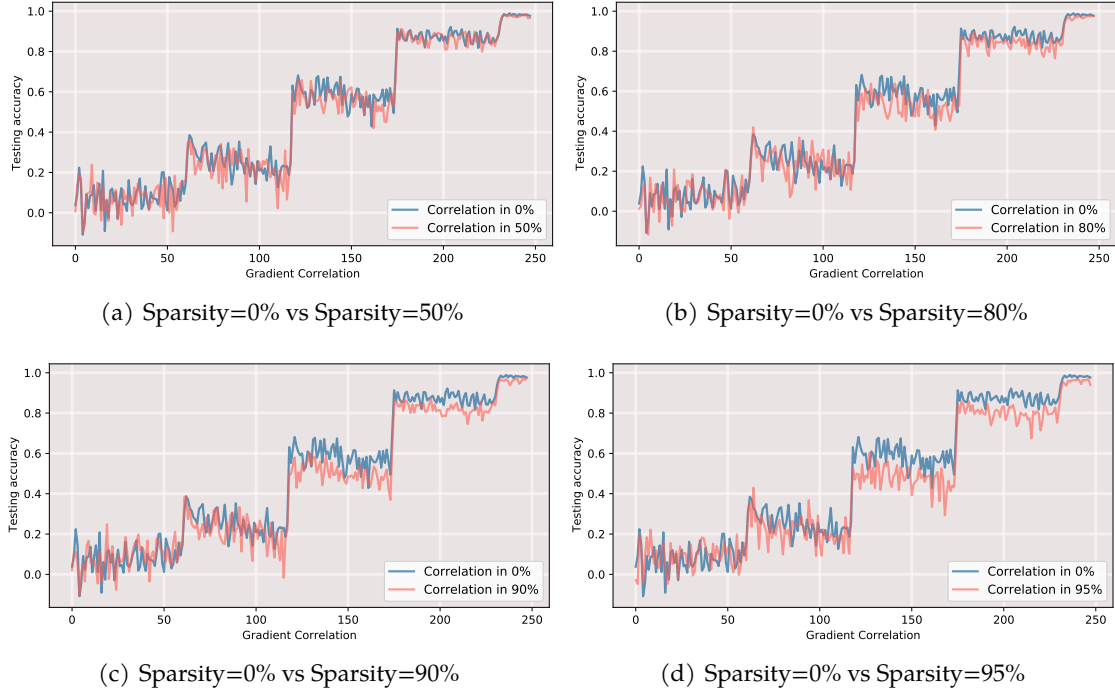 1.0
0.8
0.6
0.4
0.2
0.0
Testing accuracy
Correlation in 0%
Correlation in 50%
0 50 100 150 200 250
Gradient Correlation
(a) Sparsity=0% vs Sparsity=50%
1.0
0.8
0.6
0.4
0.2
0.0
Testing accuracy
Correlation in 0%
Correlation in 80%
0 50 100 150 200 250
Gradient Correlation
(b) Sparsity=0% vs Sparsity=80%
1.0
0.8
0.6
0.4
0.2
0.0
Testing accuracy
Correlation in 0%
Correlation in 90%
0 50 100 150 200 250
Gradient Correlation
(c) Sparsity=0% vs Sparsity=90%
1.0
0.8
0.6
0.4
0.2
0.0
Testing accuracy
Correlation in 0%
Correlation in 95%
0 50 100 150 200 250
Gradient Correlation
(d) Sparsity=0% vs Sparsity=95%